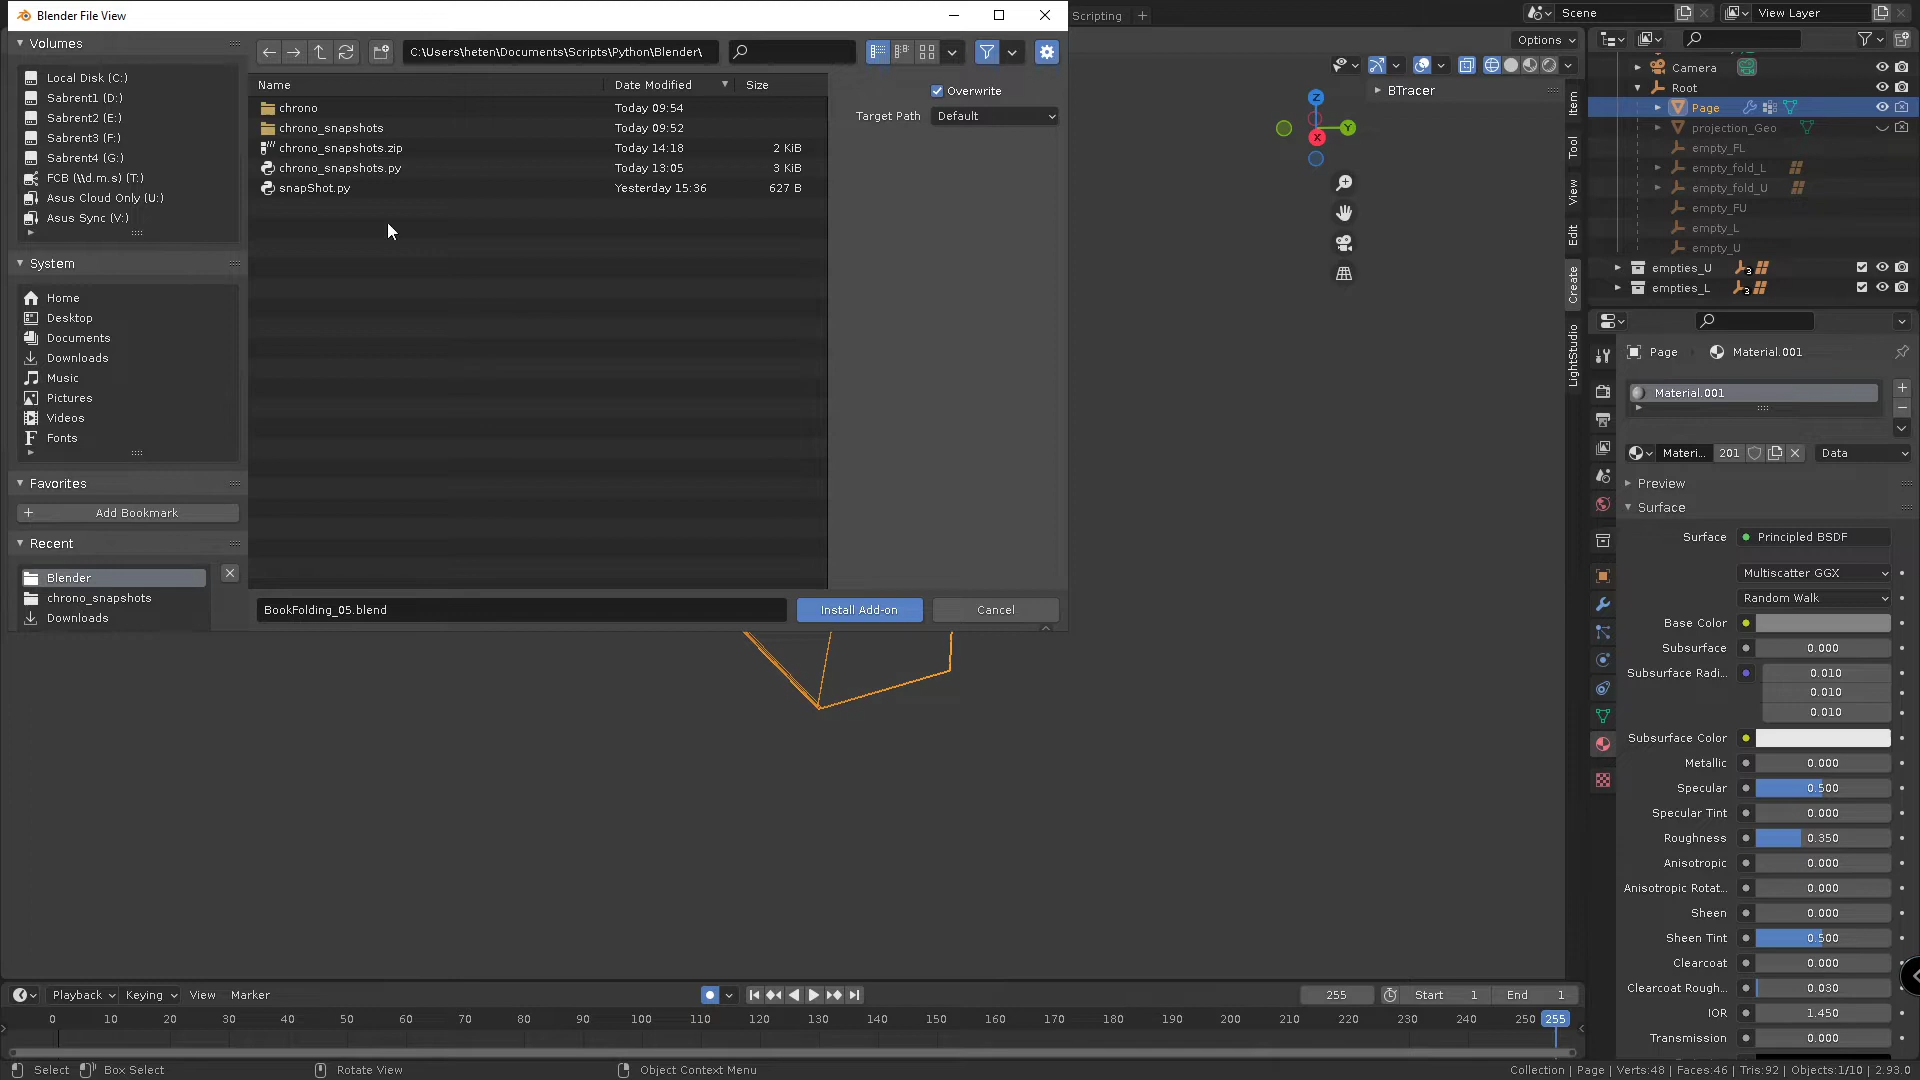 Blender File View
Volumes
Local Disk (C:)
Sabrent1 (D:)
Sabrent2 (E:)
Sabrent3 (F:)
Sabrent4 (G:)
FCB (\\d.m.s) (T:)
Asus Cloud Only (U:)
Asus Sync (V:)
System
Home
Desktop
Documents
Downloads
Music
Pictures
Videos
Fonts
Favorites
Add Bookmark
Recent
Blender
chrono_snapshots
Downloads
C:\Users\heten\Documents\Scripts\Python\Blender\
Name Date Modified Size
chrono Today 09:54
chrono_snapshots Today 09:52
chrono_snapshots.zip Today 14:18 2 KiB
chrono_snapshots.py Today 13:05 3 KiB
snapShot.py Yesterday 15:36 627 B
Overwrite
Target Path Default
BookFolding_05.blend Install Add-on Cancel
Scripting +
Scene
View Layer
Options
BTracer
Z
Y
X
Item
Tool
View
Edit
Create
LightStudio
Camera
Root
Page
projection_Geo
empty_FL
empty_fold_L
empty_fold_U
empty_FU
empty_L
empty_U
empties_U 3
empties_L 3
Page Material.001
Material.001
Materi... 201 Data
Preview
Surface
Surface Principled BSDF
Multiscatter GGX
Random Walk
Base Color
Subsurface 0.000
Subsurface Radi... 0.010
0.010
0.010
Subsurface Color
Metallic 0.000
Specular 0.500
Specular Tint 0.000
Roughness 0.350
Anisotropic 0.000
Anisotropic Rotat... 0.000
Sheen 0.000
Sheen Tint 0.500
Clearcoat 0.000
Clearcoat Rough... 0.030
IOR 1.450
Transmission 0.000
Playback Keying View Marker 255 Start 1 End 1
0 10 20 30 40 50 60 70 80 90 100 110 120 130 140 150 160 170 180 190 200 210 220 230 240 250 255
Select Box Select Rotate View Object Context Menu Collection | Page | Verts:48 | Faces:46 | Tris:92 | Objects:1/10 | 2.93.0